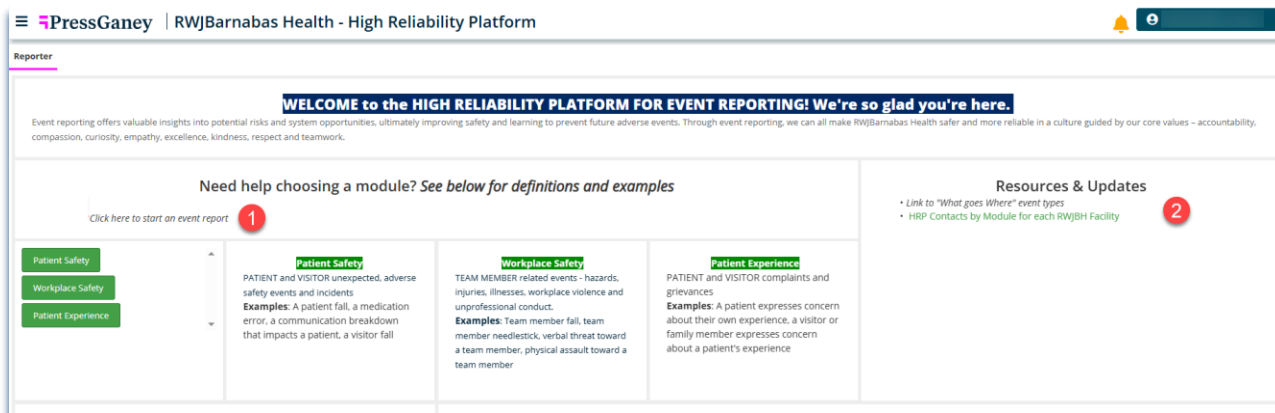 PressGaney | RWJBarnabas Health - High Reliability Platform
Reporter
WELCOME to the HIGH RELIABILITY PLATFORM FOR EVENT REPORTING! We're so glad you're here.
Event reporting offers valuable insights into potential risks and system opportunities, ultimately improving safety and learning to prevent future adverse events. Through event reporting, we can all make RWJBarnabas Health safer and more reliable in a culture guided by our core values – accountability,
compassion, curiosity, empathy, excellence, kindness, respect and teamwork.
Need help choosing a module? See below for definitions and examples
Click here to start an event report
1
Resources & Updates
• Link to "What goes Where" event types
• HRP Contacts by Module for each RWJBH Facility
2
Patient Safety
Workplace Safety
Patient Experience
Patient Safety
PATIENT and VISITOR unexpected, adverse
safety events and incidents
Examples: A patient fall, a medication
error, a communication breakdown
that impacts a patient, a visitor fall
Workplace Safety
TEAM MEMBER related events - hazards,
injuries, illnesses, workplace violence and
unprofessional conduct.
Examples: Team member fall, team
member needlestick, verbal threat toward
a team member, physical assault toward a
team member
Patient Experience
PATIENT and VISITOR complaints and
grievances
Examples: A patient expresses concern
about their own experience, a visitor or
family member expresses concern
about a patient's experience